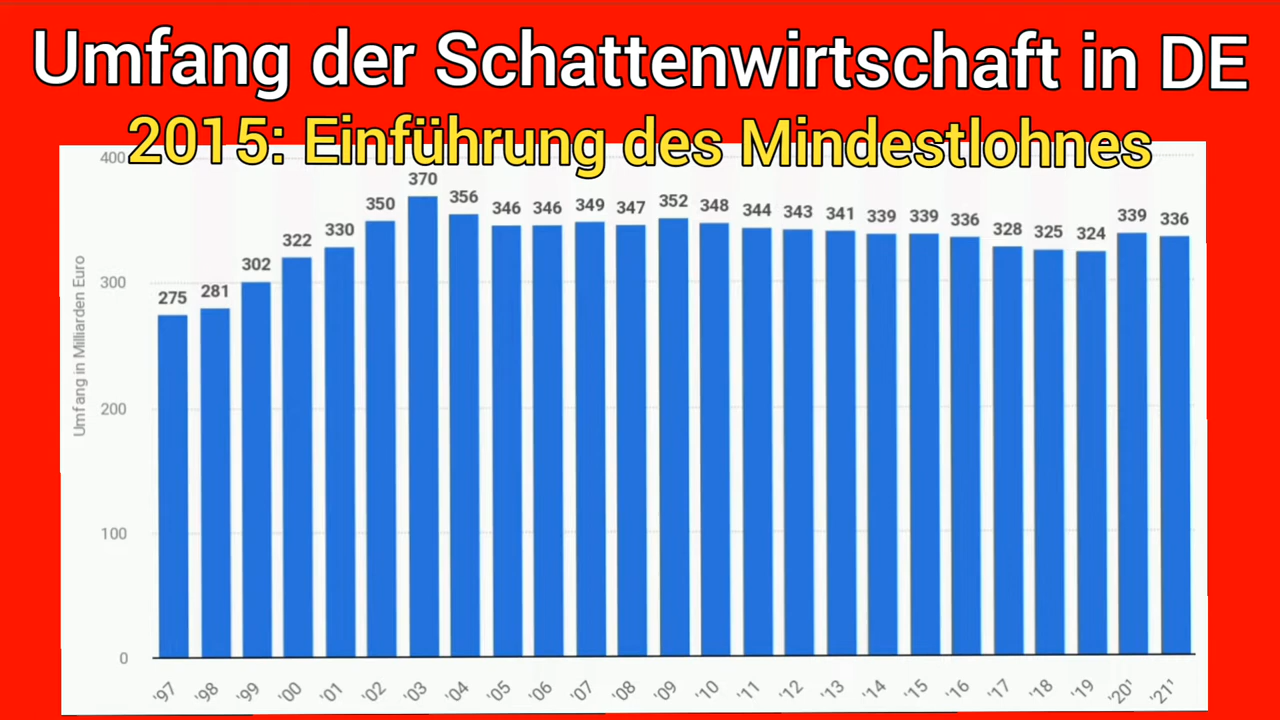 Umfang der Schattenwirtschaft in DE
2015: Einführung des Mindestlohnes
Umfang in Milliarden Euro
400
300
200
100
0
275 281 302 322 330 350 370 356 346 346 349 347 352 348 344 343 341 339 339 336 328 325 324 339 336
'97 '98 '99 '00 '01 '02 '03 '04 '05 '06 '07 '08 '09 '10 '11 '12 '13 '14 '15 '16 '17 '18 '19 '20¹ '21¹